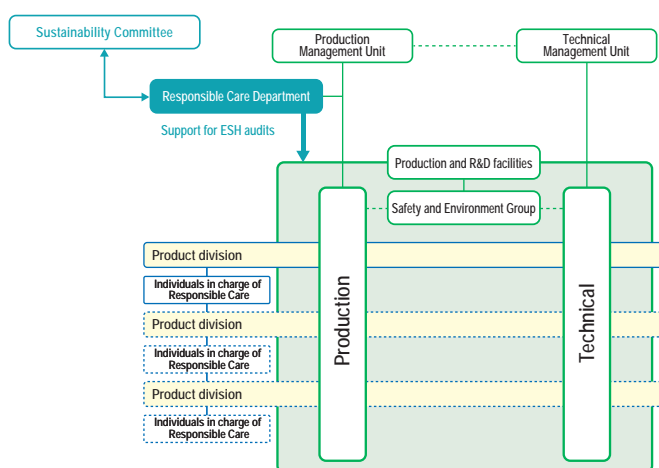 Sustainability Committee
Production
Management Unit
Technical
Management Unit
Responsible Care Department
Support for ESH audits
Production and R&D facilities
Safety and Environment Group
Production
Technical
Product division
Individuals in charge of
Responsible Care
Product division
Individuals in charge of
Responsible Care
Product division
Individuals in charge of
Responsible Care